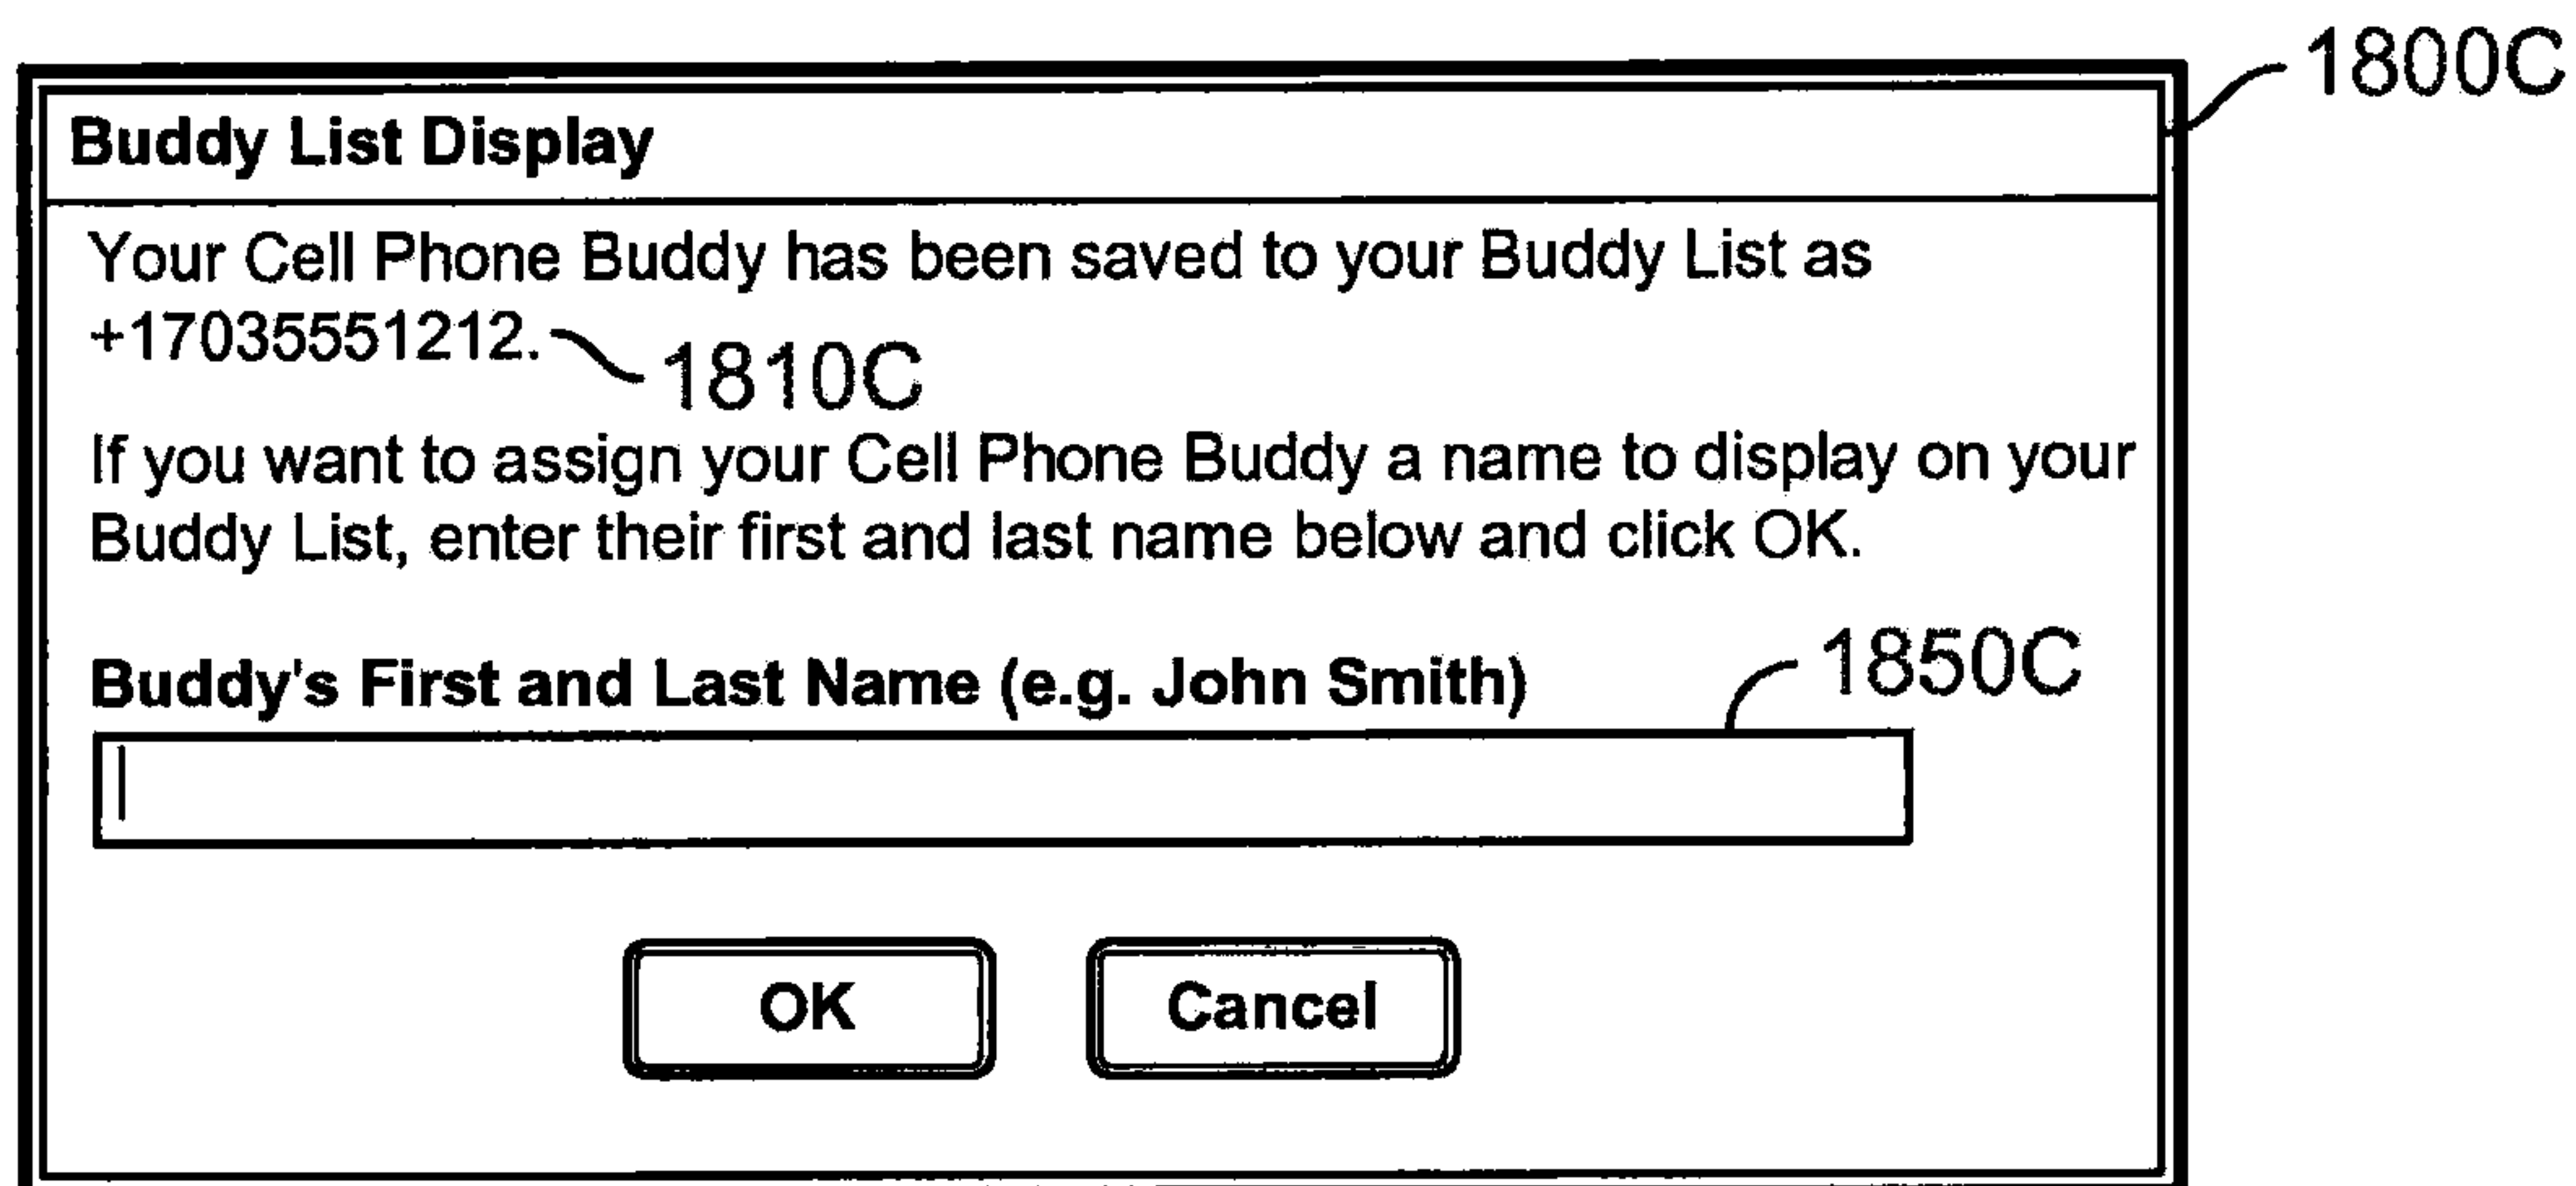 1800C
Buddy List Display
Your Cell Phone Buddy has been saved to your Buddy List as
+17035551212.
1810C
If you want to assign your Cell Phone Buddy a name to display on your
Buddy List, enter their first and last name below and click OK.
1850C
Buddy's First and Last Name (e.g. John Smith)
OK
Cancel